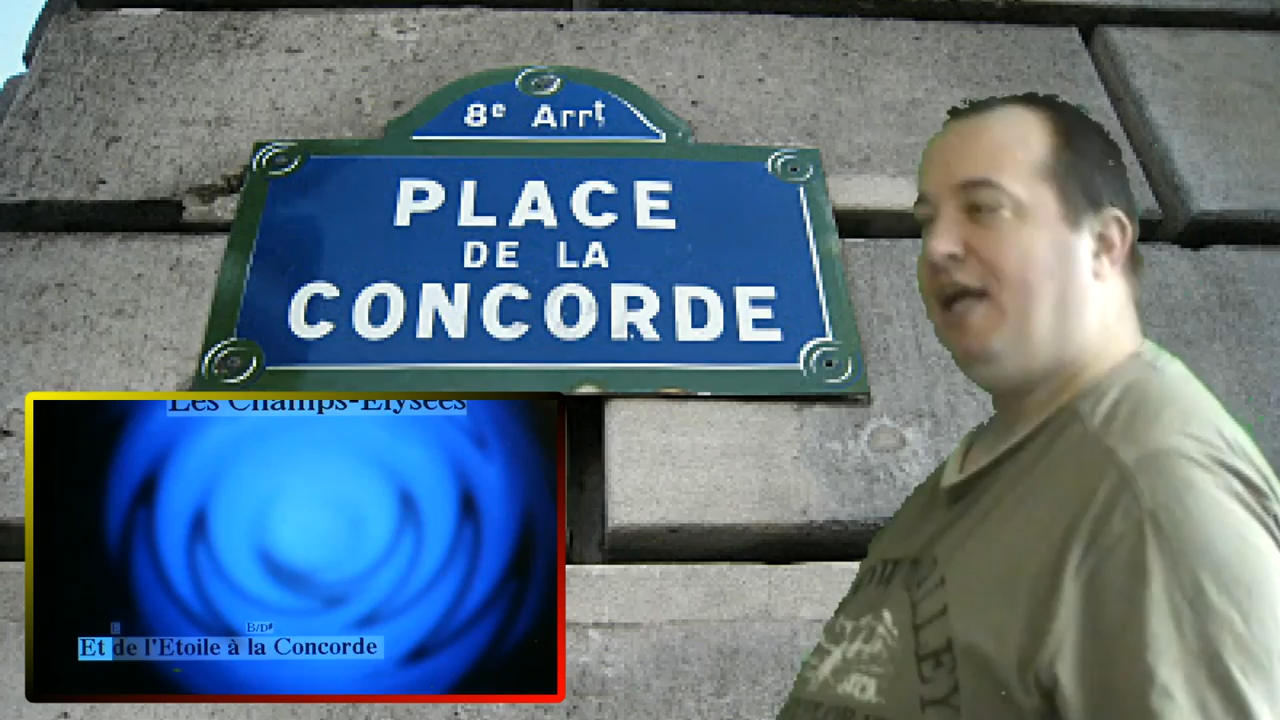 8e Arrt
PLACE
DE LA
CONCORDE
Les Champs-Elysées
E B/D#
Et de l'Etoile à la Concorde